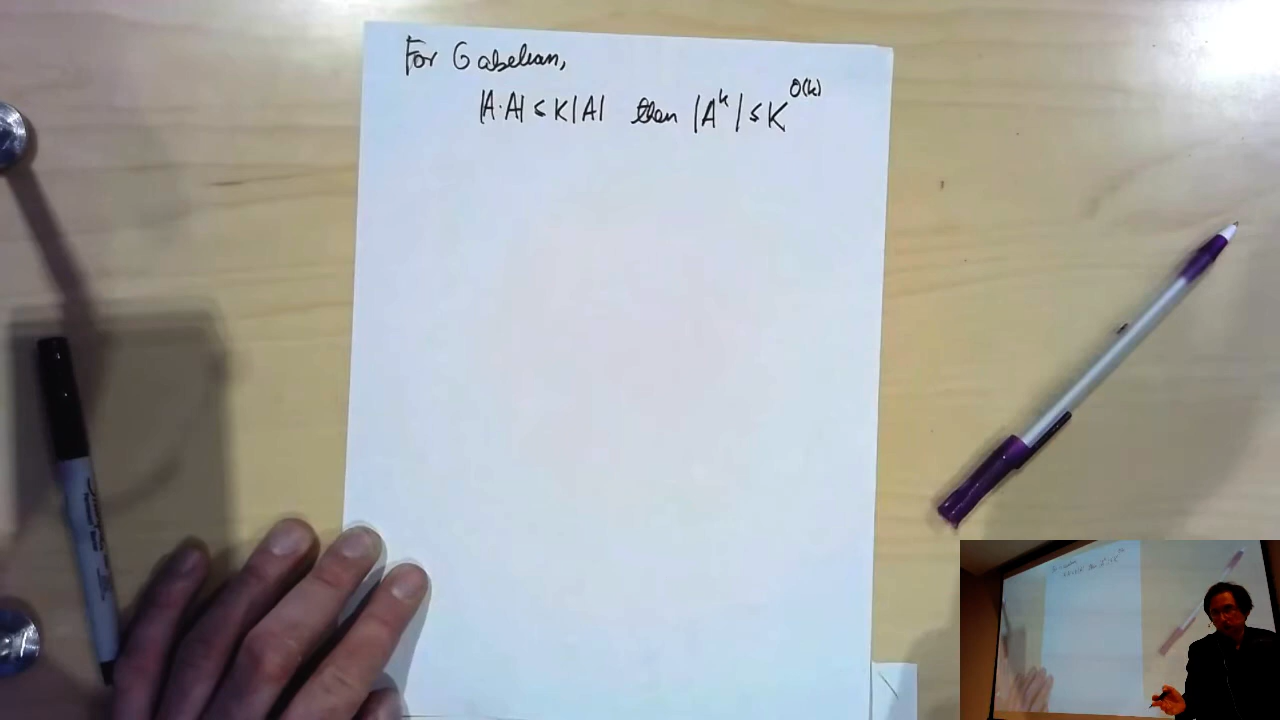 For G abelian,
|A·A| ≤ K|A| then |A^k| ≤ K^{O(k)}